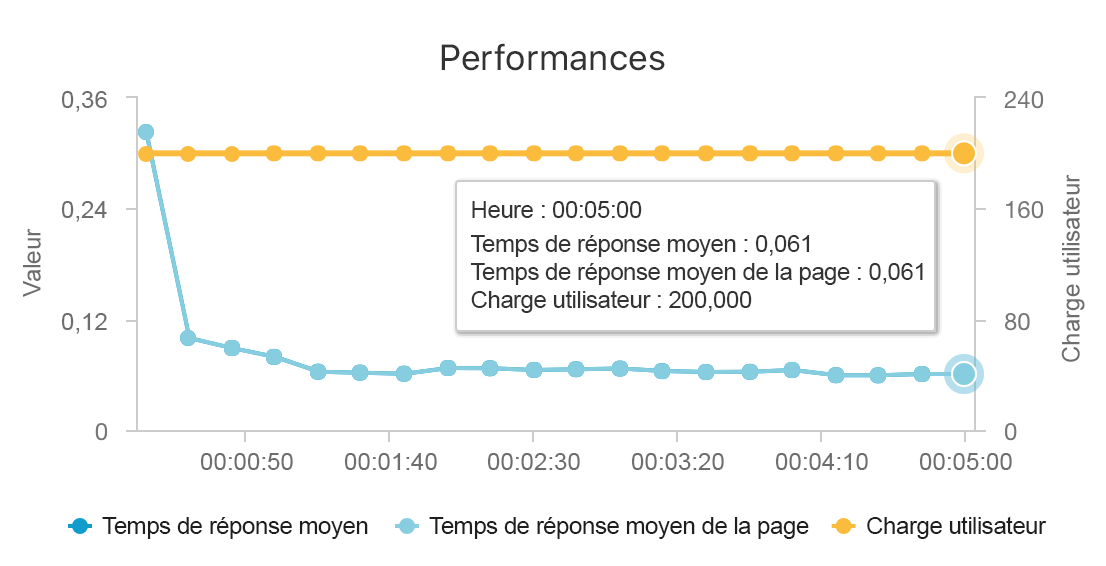 Performances
0,36
240
0,24
160
0,12
80
0
0
Valeur
Charge utilisateur
Heure : 00:05:00
Temps de réponse moyen : 0,061
Temps de réponse moyen de la page : 0,061
Charge utilisateur : 200,000
00:00:50 00:01:40 00:02:30 00:03:20 00:04:10 00:05:00
Temps de réponse moyen Temps de réponse moyen de la page Charge utilisateur